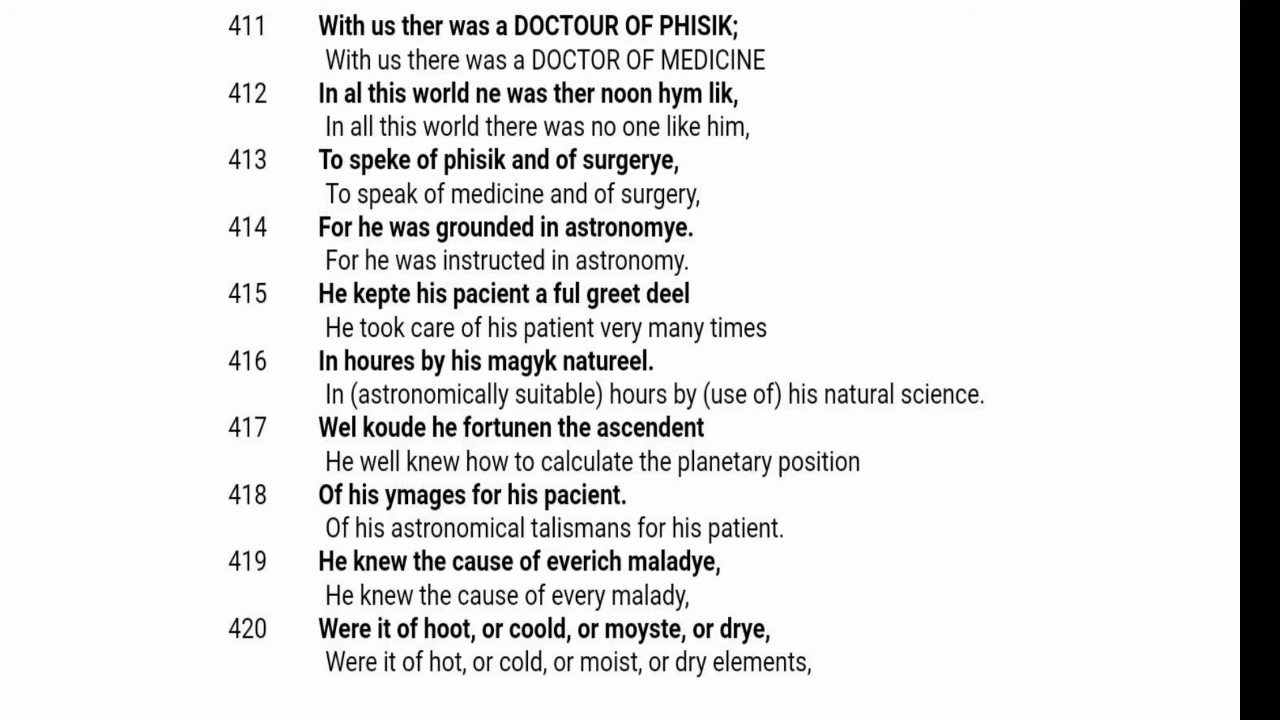 411 With us ther was a DOCTOUR OF PHISIK;
With us there was a DOCTOR OF MEDICINE
412 In al this world ne was ther noon hym lik,
In all this world there was no one like him,
413 To speke of phisik and of surgerye,
To speak of medicine and of surgery,
414 For he was grounded in astronomye.
For he was instructed in astronomy.
415 He kepte his pacient a ful greet deel
He took care of his patient very many times
416 In houres by his magyk natureel.
In (astronomically suitable) hours by (use of) his natural science.
417 Wel koude he fortunen the ascendent
He well knew how to calculate the planetary position
418 Of his ymages for his pacient.
Of his astronomical talismans for his patient.
419 He knew the cause of everich maladye,
He knew the cause of every malady,
420 Were it of hoot, or coold, or moyste, or drye,
Were it of hot, or cold, or moist, or dry elements,